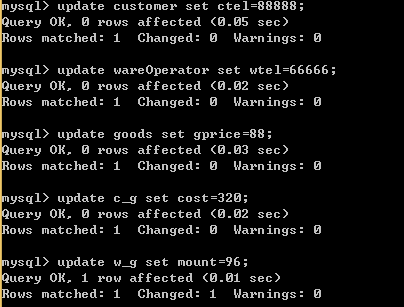 mysql> update customer set ctel=88888;
Query OK, 0 rows affected (0.05 sec)
Rows matched: 1  Changed: 0  Warnings: 0
mysql> update wareOperator set wtel=66666;
Query OK, 0 rows affected (0.02 sec)
Rows matched: 1  Changed: 0  Warnings: 0
mysql> update goods set gprice=88;
Query OK, 0 rows affected (0.03 sec)
Rows matched: 1  Changed: 0  Warnings: 0
mysql> update c_g set cost=320;
Query OK, 0 rows affected (0.02 sec)
Rows matched: 1  Changed: 0  Warnings: 0
mysql> update w_g set mount=96;
Query OK, 1 row affected (0.01 sec)
Rows matched: 1  Changed: 1  Warnings: 0